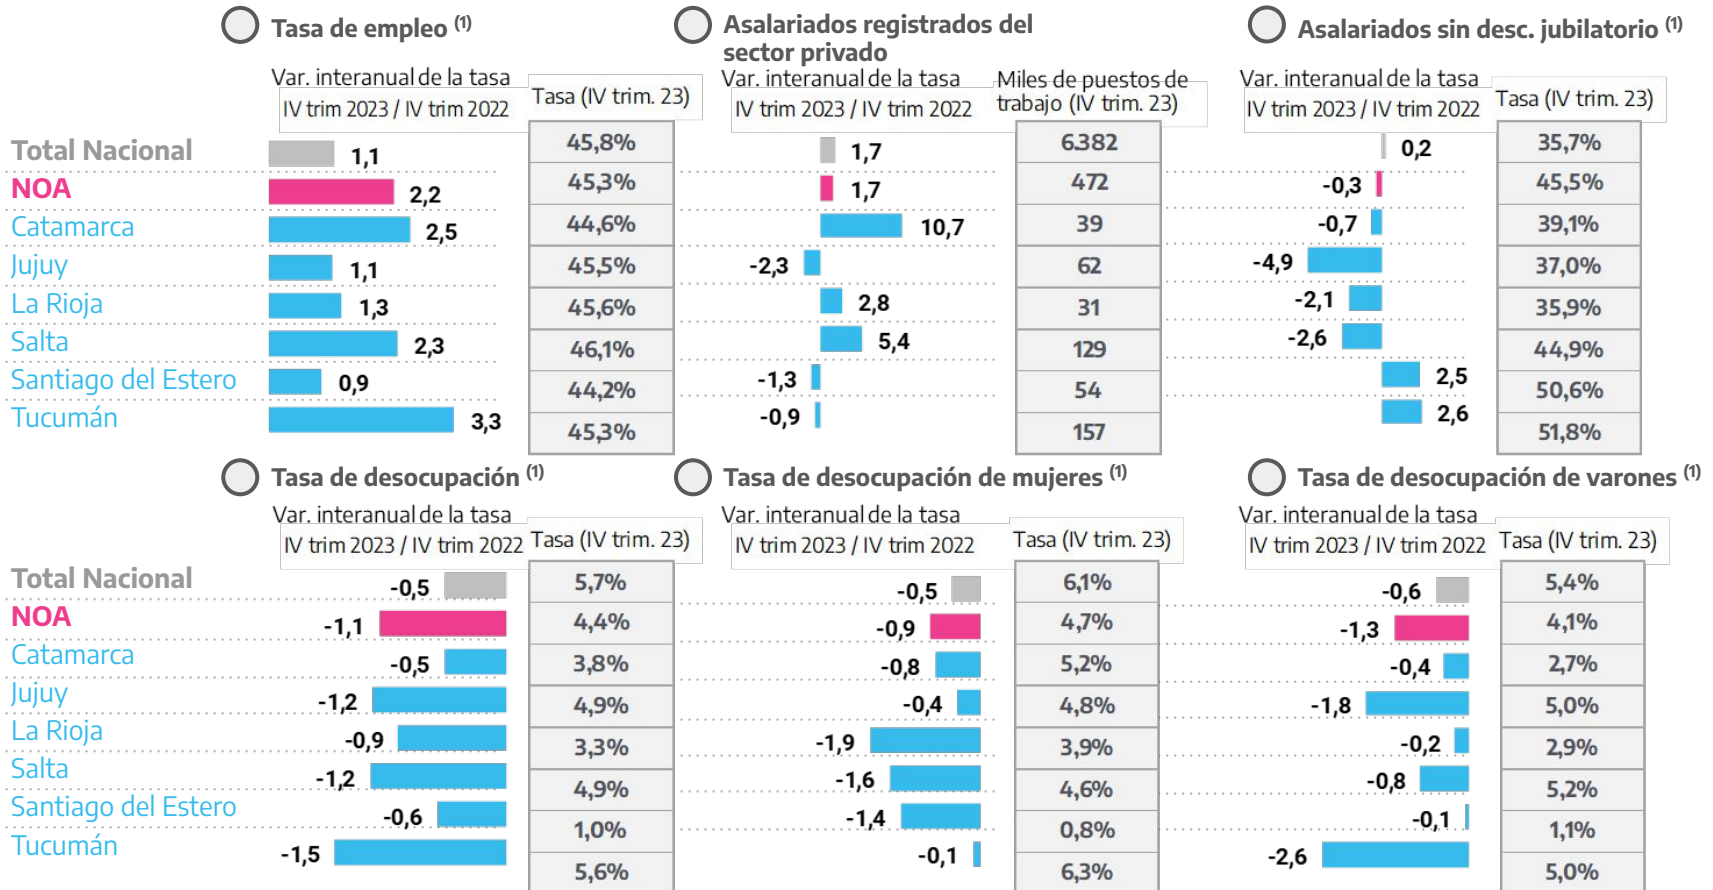 Tasa de empleo (1)
Var. interanual de la tasa
IV trim 2023 / IV trim 2022
Tasa (IV trim. 23)
Total Nacional 1,1 45,8%
NOA 2,2 45,3%
Catamarca 2,5 44,6%
Jujuy 1,1 45,5%
La Rioja 1,3 45,6%
Salta 2,3 46,1%
Santiago del Estero 0,9 44,2%
Tucumán 3,3 45,3%
Asalariados registrados del
sector privado
Var. interanual de la tasa
IV trim 2023 / IV trim 2022
Miles de puestos de
trabajo (IV trim. 23)
1,7 6.382
1,7 472
10,7 39
-2,3 62
2,8 31
5,4 129
-1,3 54
-0,9 157
Asalariados sin desc. jubilatorio (1)
Var. interanual de la tasa
IV trim 2023 / IV trim 2022
Tasa (IV trim. 23)
0,2 35,7%
-0,3 45,5%
-0,7 39,1%
-4,9 37,0%
-2,1 35,9%
-2,6 44,9%
2,5 50,6%
2,6 51,8%
Tasa de desocupación (1)
Var. interanual de la tasa
IV trim 2023 / IV trim 2022
Tasa (IV trim. 23)
Total Nacional -0,5 5,7%
NOA -1,1 4,4%
Catamarca -0,5 3,8%
Jujuy -1,2 4,9%
La Rioja -0,9 3,3%
Salta -1,2 4,9%
Santiago del Estero -0,6 1,0%
Tucumán -1,5 5,6%
Tasa de desocupación de mujeres (1)
Var. interanual de la tasa
IV trim 2023 / IV trim 2022
Tasa (IV trim. 23)
-0,5 6,1%
-0,9 4,7%
-0,8 5,2%
-0,4 4,8%
-1,9 3,9%
-1,6 4,6%
-1,4 0,8%
-0,1 6,3%
Tasa de desocupación de varones (1)
Var. interanual de la tasa
IV trim 2023 / IV trim 2022
Tasa (IV trim. 23)
-0,6 5,4%
-1,3 4,1%
-0,4 2,7%
-1,8 5,0%
-0,2 2,9%
-0,8 5,2%
-0,1 1,1%
-2,6 5,0%